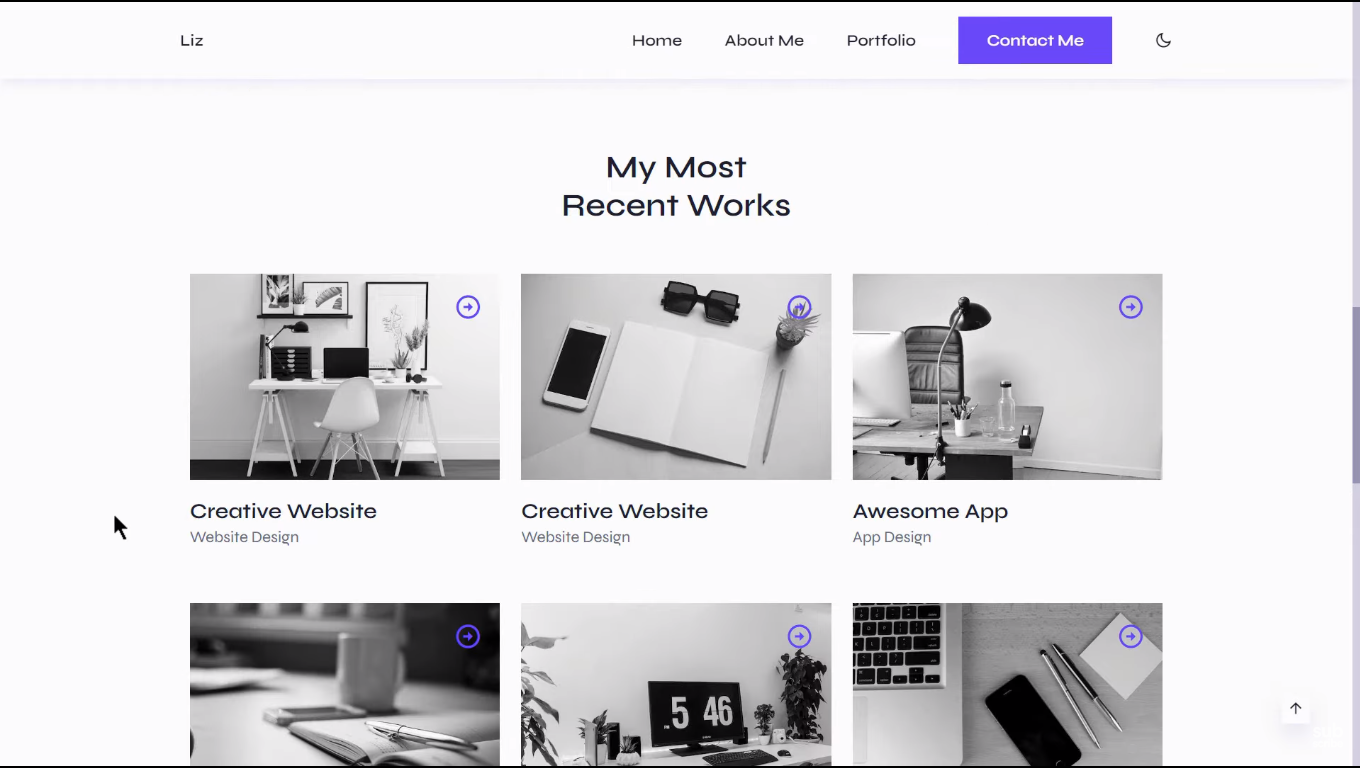 Liz
Home
About Me
Portfolio
Contact Me
My Most
Recent Works
Creative Website
Website Design
Creative Website
Website Design
Awesome App
App Design
5 46